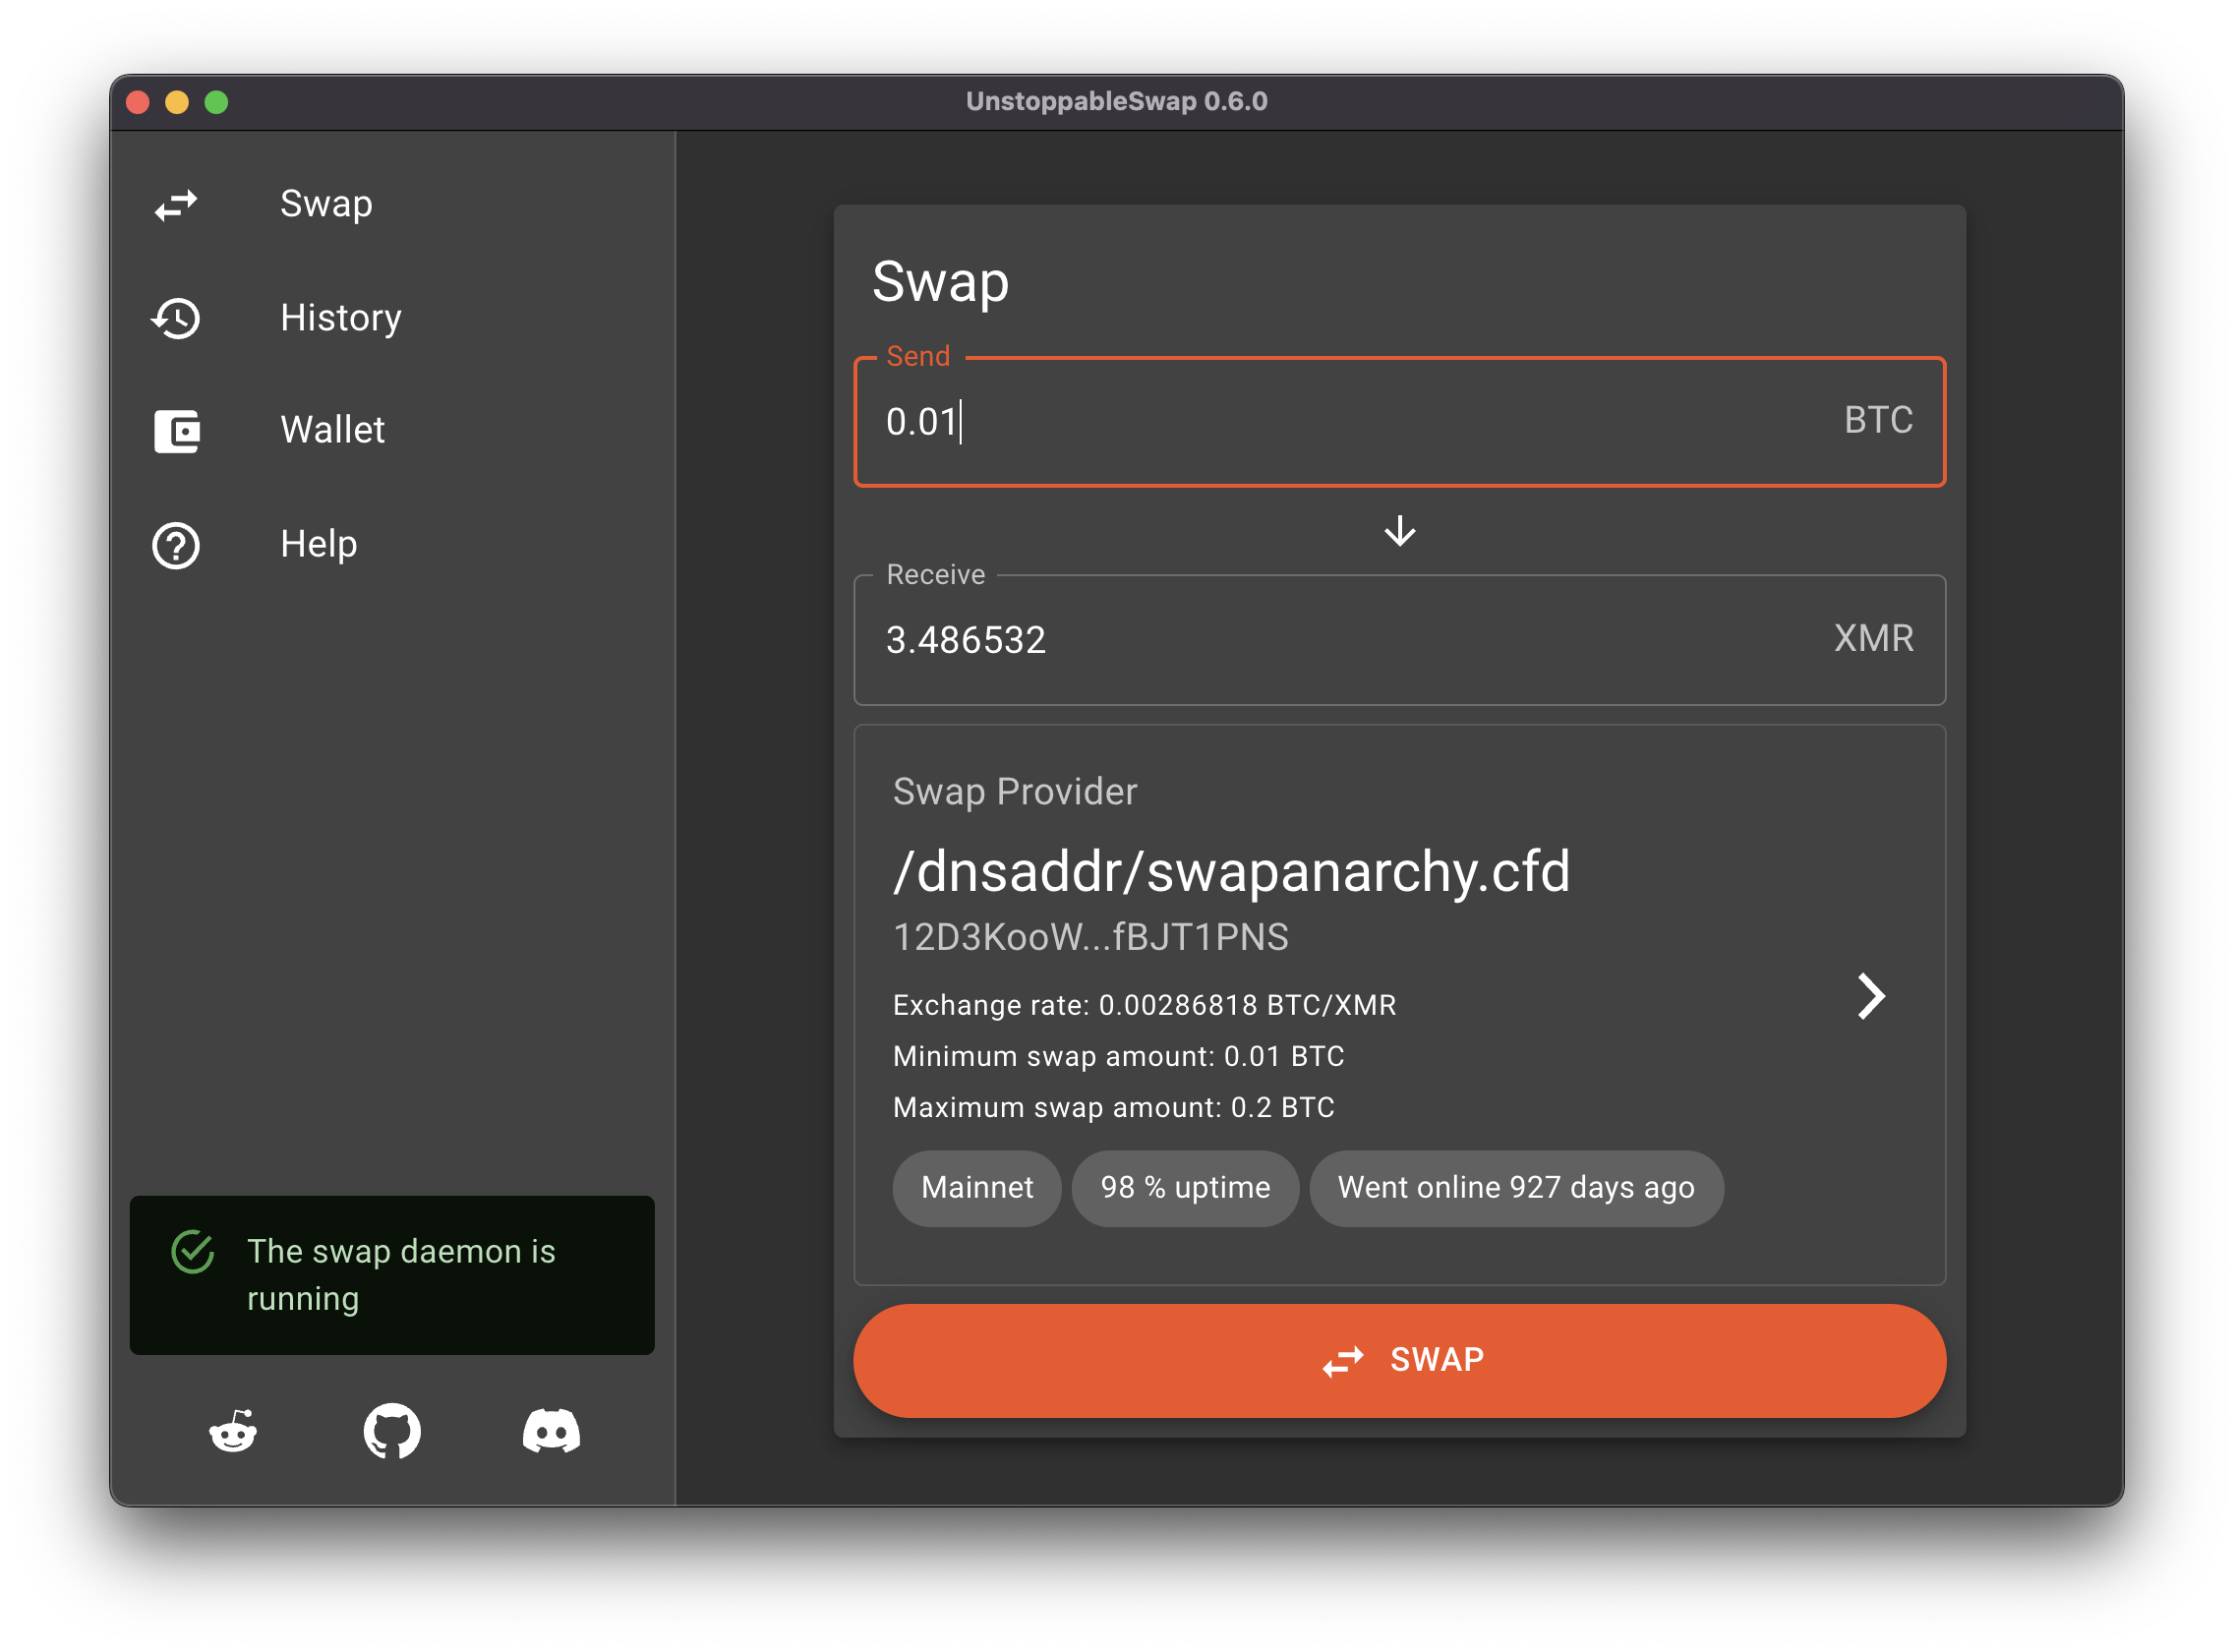 UnstoppableSwap 0.6.0
Swap
History
Wallet
Help
The swap daemon is
running
Swap
Send
0.01
BTC
Receive
3.486532
XMR
Swap Provider
/dnsaddr/swapanarchy.cfd
12D3KooW...fBJT1PNS
Exchange rate: 0.00286818 BTC/XMR
Minimum swap amount: 0.01 BTC
Maximum swap amount: 0.2 BTC
Mainnet
98 % uptime
Went online 927 days ago
SWAP